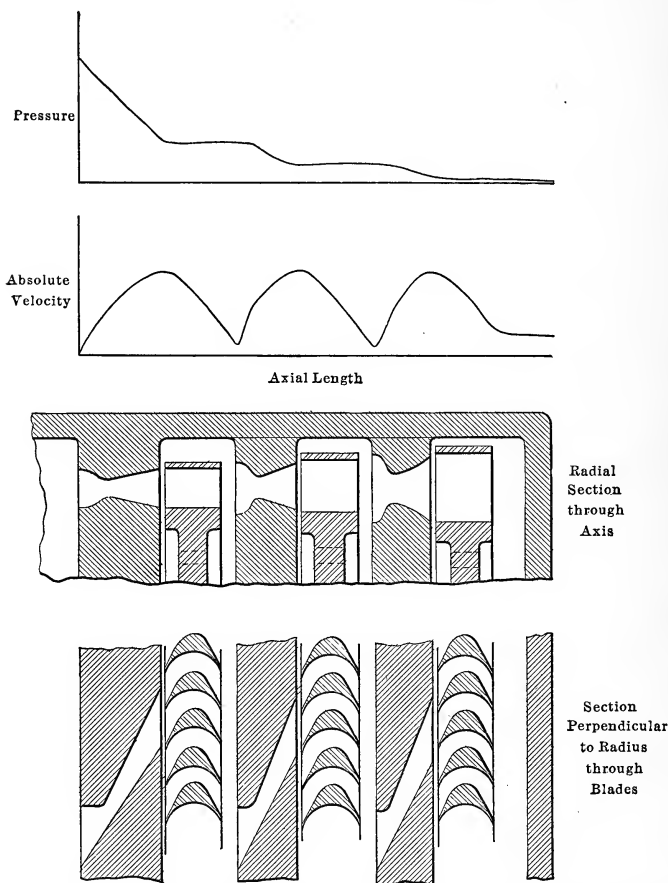 Pressure
Absolute
Velocity
Axial Length
Radial
Section
through
Axis
Section
Perpendicular
to Radius
through
Blades